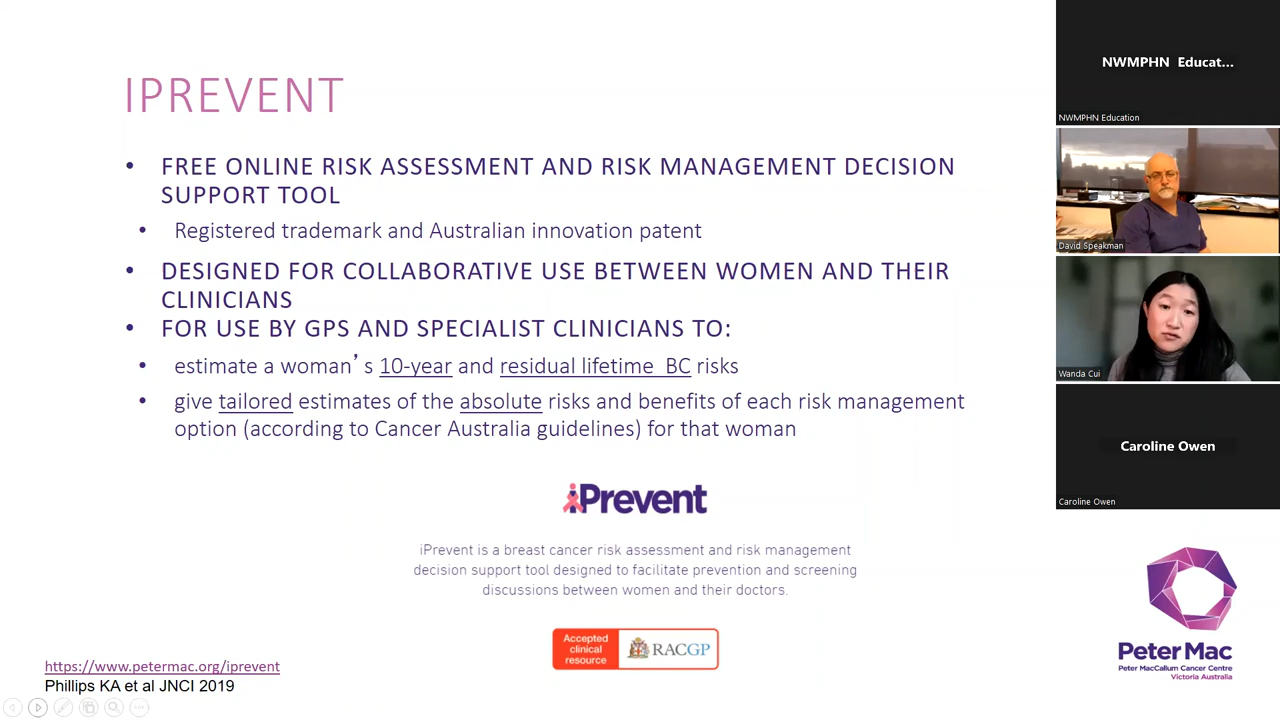 IPREVENT
• FREE ONLINE RISK ASSESSMENT AND RISK MANAGEMENT DECISION
SUPPORT TOOL
• Registered trademark and Australian innovation patent
• DESIGNED FOR COLLABORATIVE USE BETWEEN WOMEN AND THEIR
CLINICIANS
• FOR USE BY GPS AND SPECIALIST CLINICIANS TO:
• estimate a woman's 10-year and residual lifetime BC risks
• give tailored estimates of the absolute risks and benefits of each risk management
option (according to Cancer Australia guidelines) for that woman
iPrevent
iPrevent is a breast cancer risk assessment and risk management
decision support tool designed to facilitate prevention and screening
discussions between women and their doctors.
Accepted
clinical
resource
RACGP
https://www.petermac.org/iprevent
Phillips KA et al JNCI 2019
NWMPHN Educat...
NWMPHN Education
David Speakman
Wanda Cui
Caroline Owen
Caroline Owen
Peter Mac
Peter MacCallum Cancer Centre
Victoria Australia